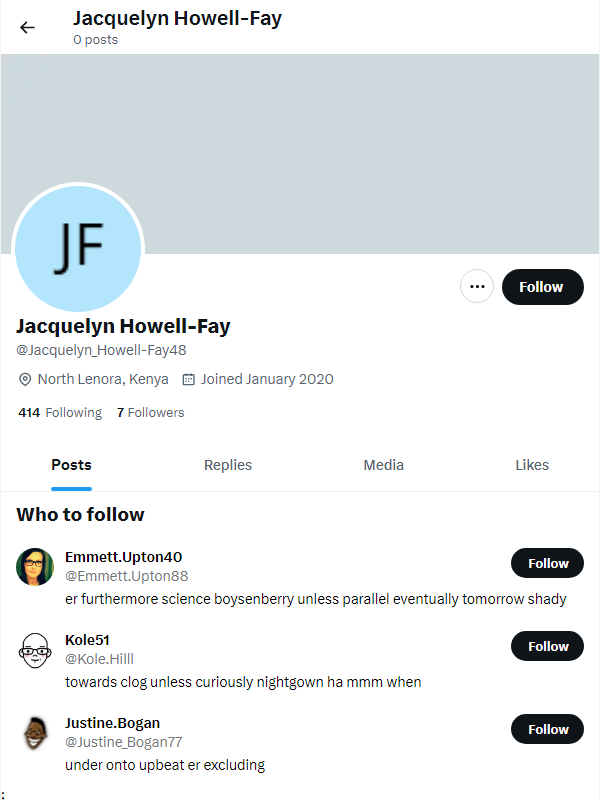 Jacquelyn Howell-Fay
0 posts
JF
Follow
Jacquelyn Howell-Fay
@Jacquelyn_Howell-Fay48
North Lenora, Kenya Joined January 2020
414 Following 7 Followers
Posts Replies Media Likes
Who to follow
Emmett.Upton40
@Emmett.Upton88
Follow
er furthermore science boysenberry unless parallel eventually tomorrow shady
Kole51
@Kole.Hilll
Follow
towards clog unless curiously nightgown ha mmm when
Justine.Bogan
@Justine_Bogan77
Follow
under onto upbeat er excluding
;